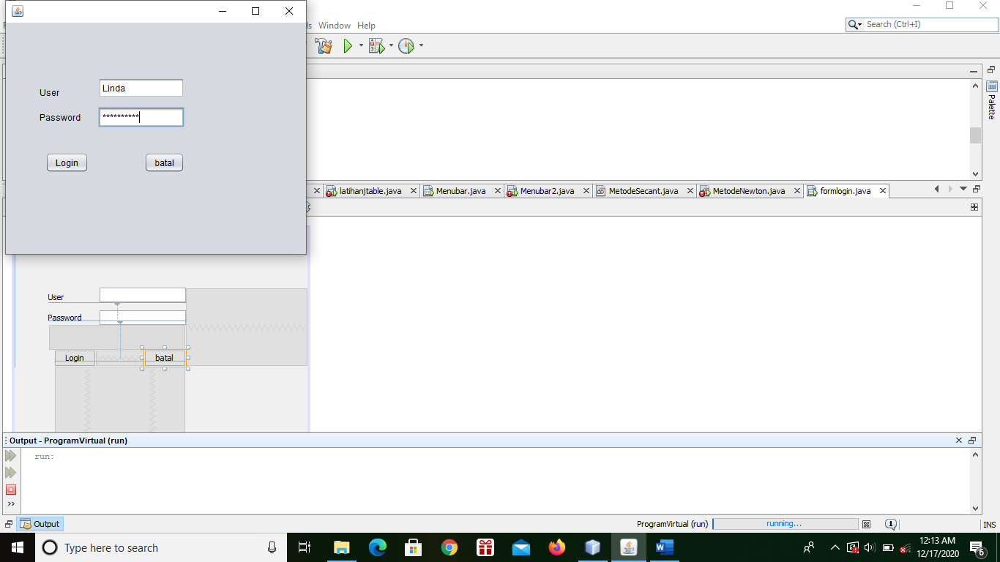 Window Help
Search (Ctrl+I)
User
Linda
Password
**********
Login
batal
Palette
latihanjtable.java
Menubar.java
Menubar2.java
MetodeSecant.java
MetodeNewton.java
formlogin.java
User
Password
Login
batal
Output - ProgramVirtual (run)
run:
Output
ProgramVirtual (run)
running...
1
INS
Type here to search
12:13 AM
12/17/2020
6